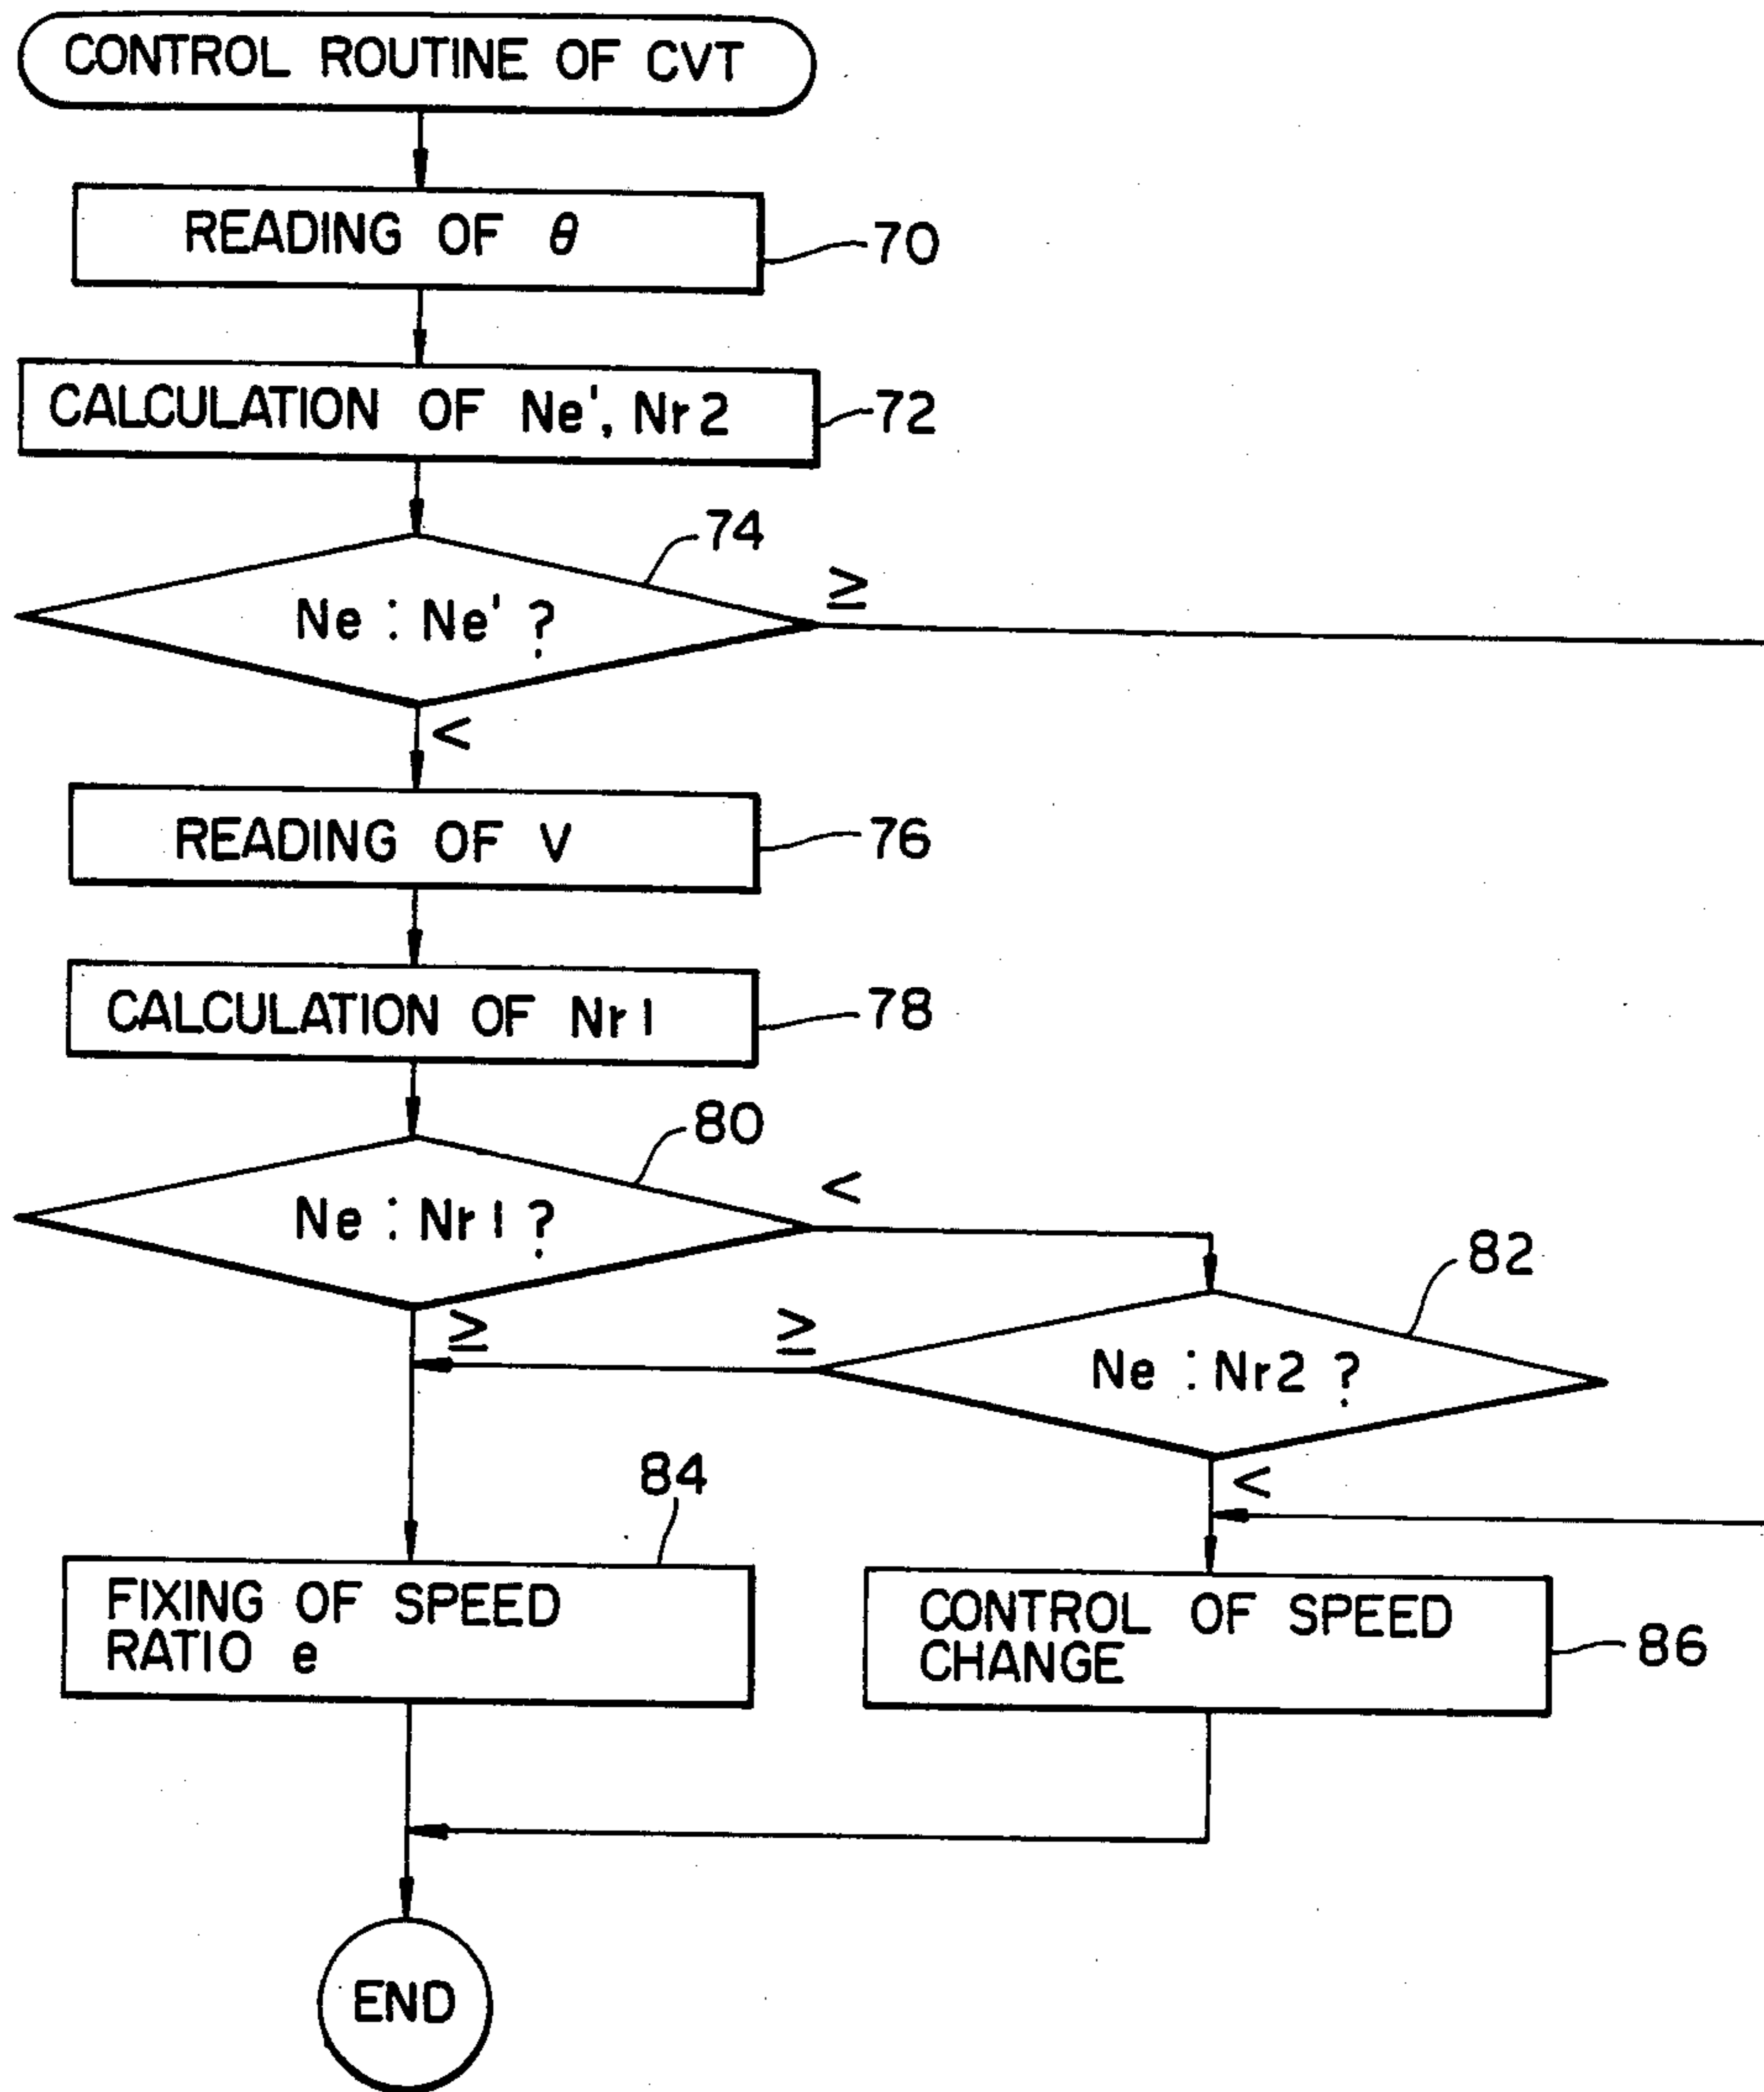 CONTROL ROUTINE OF CVT
READING OF θ
70
CALCULATION OF Ne', Nr2
72
74
Ne : Ne' ?
≥
<
READING OF V
76
CALCULATION OF Nr1
78
80
Ne : Nr1 ?
<
82
≥
≥
Ne : Nr2 ?
<
84
FIXING OF SPEED
RATIO e
CONTROL OF SPEED
CHANGE
86
END